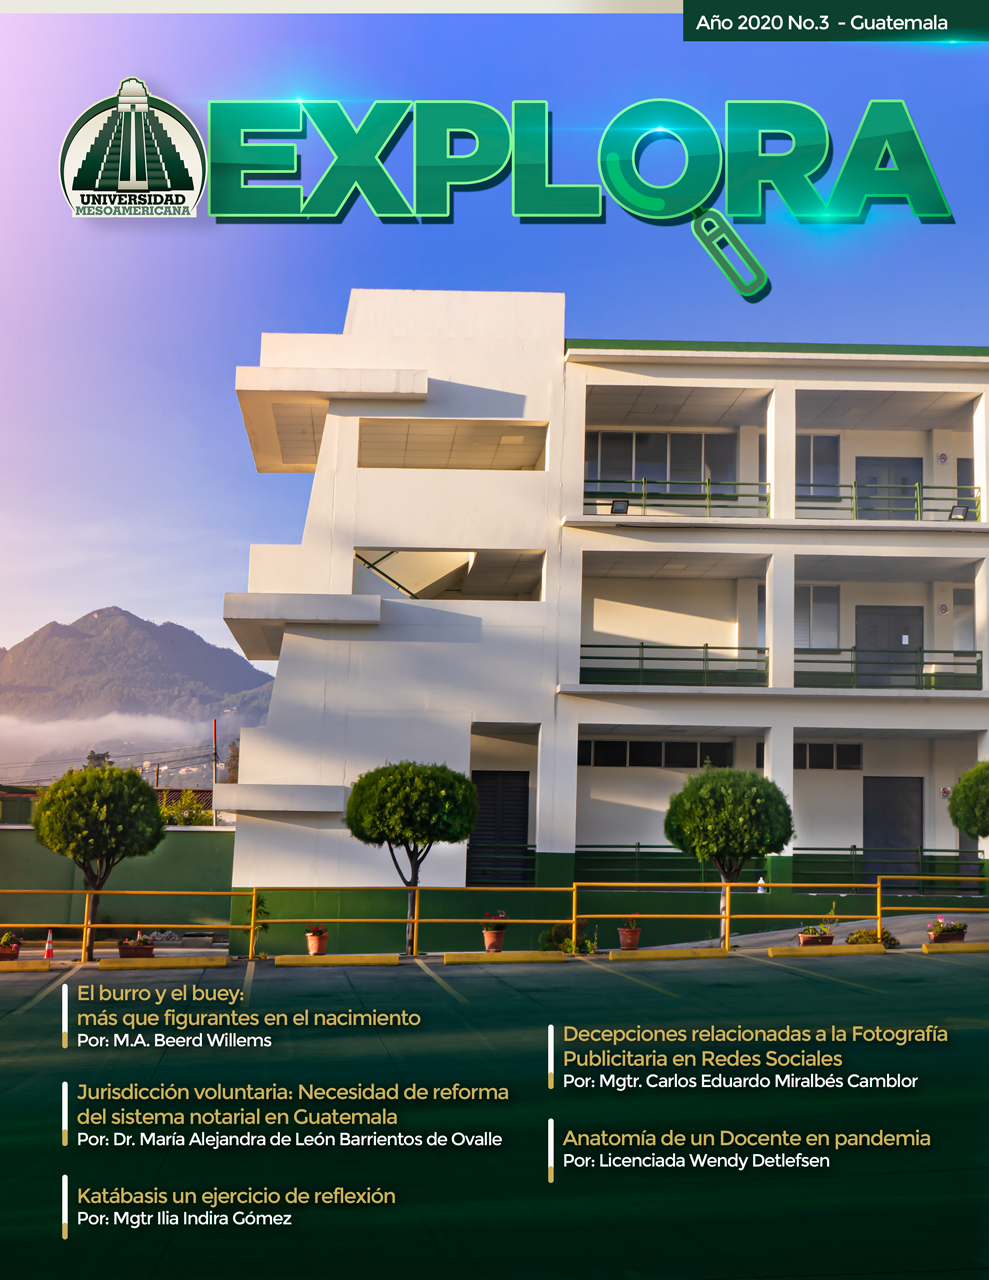 Año 2020 No.3 - Guatemala
UNIVERSIDAD
MESOAMERICANA
EXPLORA
El burro y el buey:
más que figurantes en el nacimiento
Por: M.A. Beerd Willems
Jurisdicción voluntaria: Necesidad de reforma
del sistema notarial en Guatemala
Por: Dr. María Alejandra de León Barrientos de Ovalle
Katábasis un ejercicio de reflexión
Por: Mgtr Ilia Indira Gómez
Decepciones relacionadas a la Fotografía
Publicitaria en Redes Sociales
Por: Mgtr. Carlos Eduardo Miralbés Camblor
Anatomía de un Docente en pandemia
Por: Licenciada Wendy Detlefsen